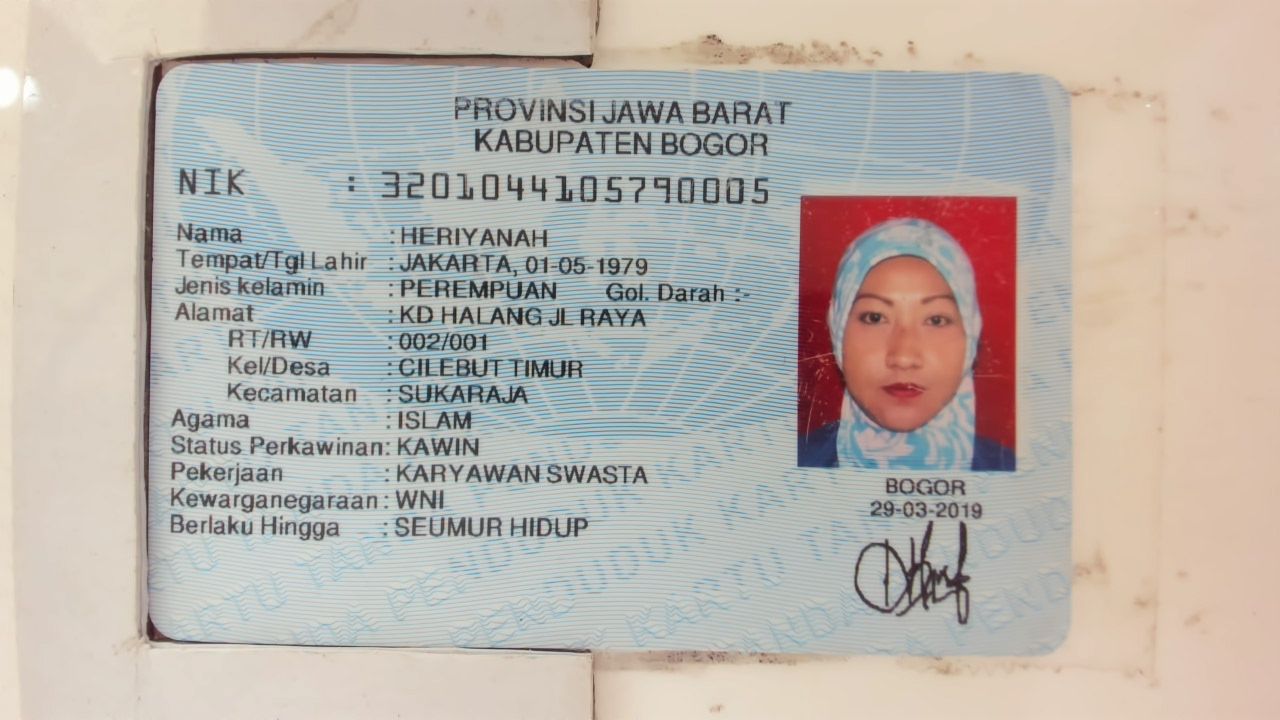 PROVINSI JAWA BARAT
KABUPATEN BOGOR
NIK : 3201044105790005
Nama : HERIYANAH
Tempat/Tgl Lahir : JAKARTA, 01-05-1979
Jenis kelamin : PEREMPUAN Gol. Darah :-
Alamat : KD HALANG JL RAYA
RT/RW : 002/001
Kel/Desa : CILEBUT TIMUR
Kecamatan : SUKARAJA
Agama : ISLAM
Status Perkawinan: KAWIN
Pekerjaan : KARYAWAN SWASTA
Kewarganegaraan: WNI
Berlaku Hingga : SEUMUR HIDUP
BOGOR
29-03-2019